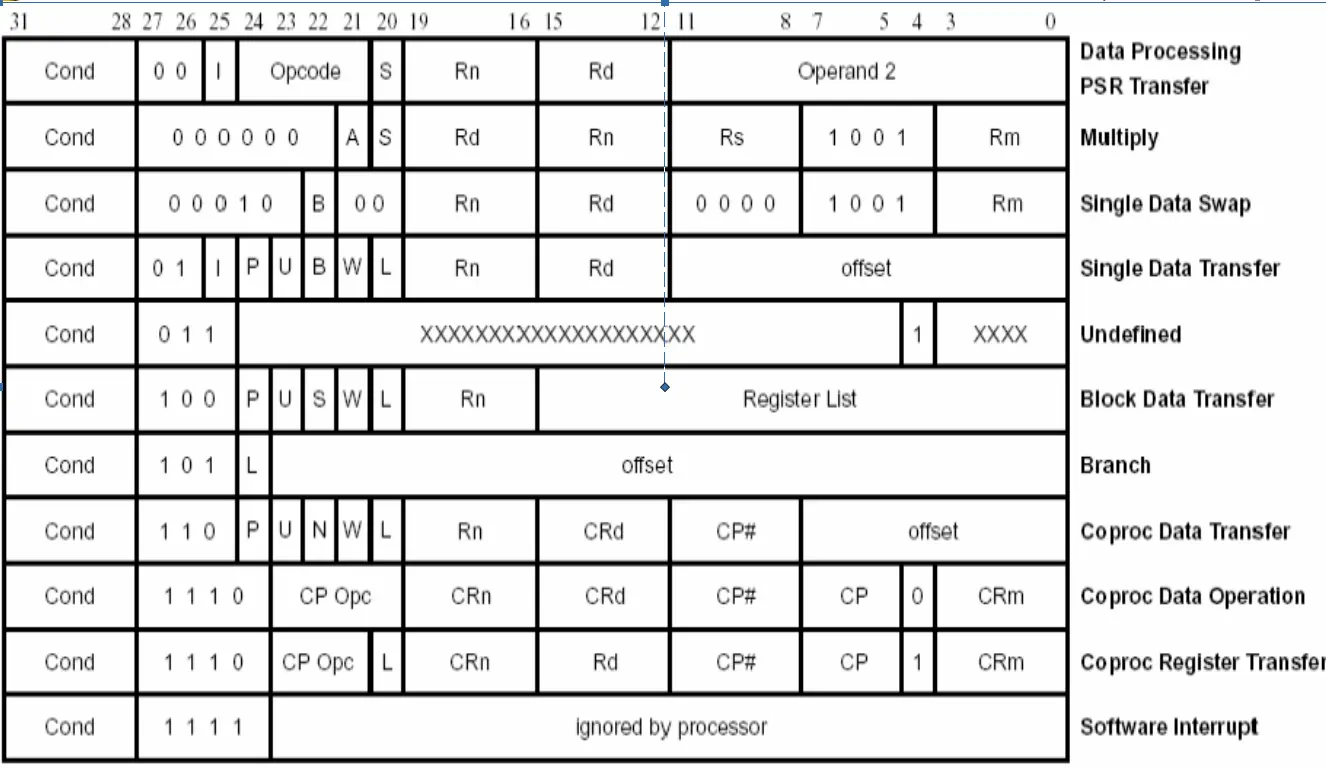 31 28 27 26 25 24 23 22 21 20 19 16 15 12 11 8 7 5 4 3 0
Cond 0 0 I Opcode S Rn Rd Operand 2 Data Processing
PSR Transfer
Cond 0 0 0 0 0 0 A S Rd Rn Rs 1 0 0 1 Rm Multiply
Cond 0 0 0 1 0 B 0 0 Rn Rd 0 0 0 0 1 0 0 1 Rm Single Data Swap
Cond 0 1 I P U B W L Rn Rd offset Single Data Transfer
Cond 0 1 1 XXXXXXXXXXXXXXXXXXXX 1 XXXX Undefined
Cond 1 0 0 P U S W L Rn Register List Block Data Transfer
Cond 1 0 1 L offset Branch
Cond 1 1 0 P U N W L Rn CRd CP# offset Coproc Data Transfer
Cond 1 1 1 0 CP Opc CRn CRd CP# CP 0 CRm Coproc Data Operation
Cond 1 1 1 0 CP Opc L CRn Rd CP# CP 1 CRm Coproc Register Transfer
Cond 1 1 1 1 ignored by processor Software Interrupt